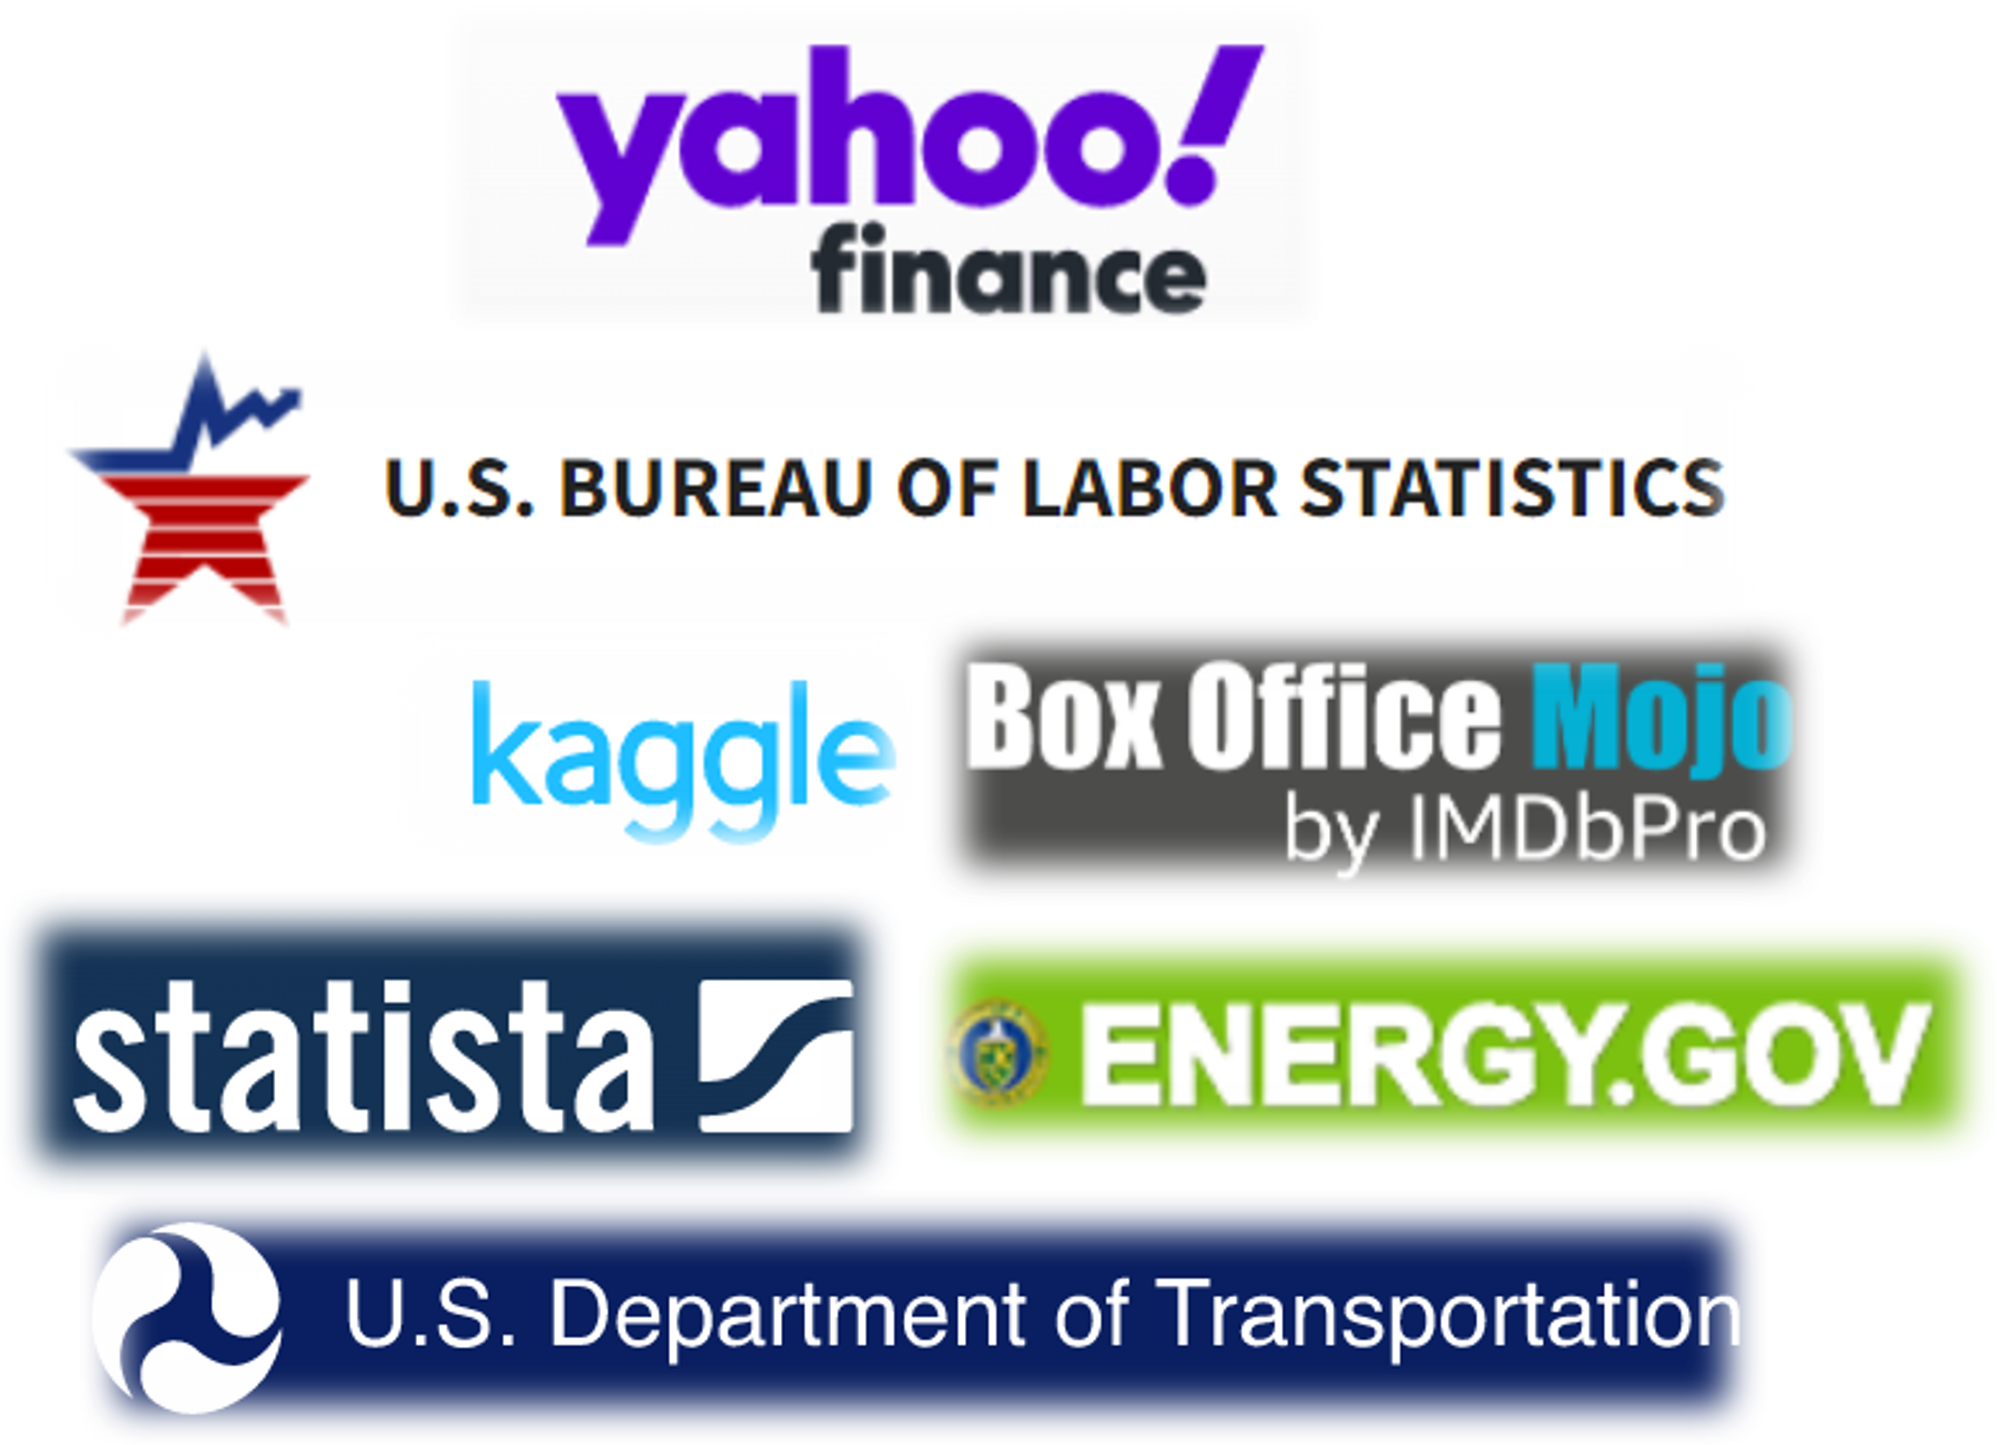 yahoo!
finance
U.S. BUREAU OF LABOR STATISTICS
kaggle
Box Office Mojo
by IMDbPro
statista
ENERGY.GOV
U.S. Department of Transportation